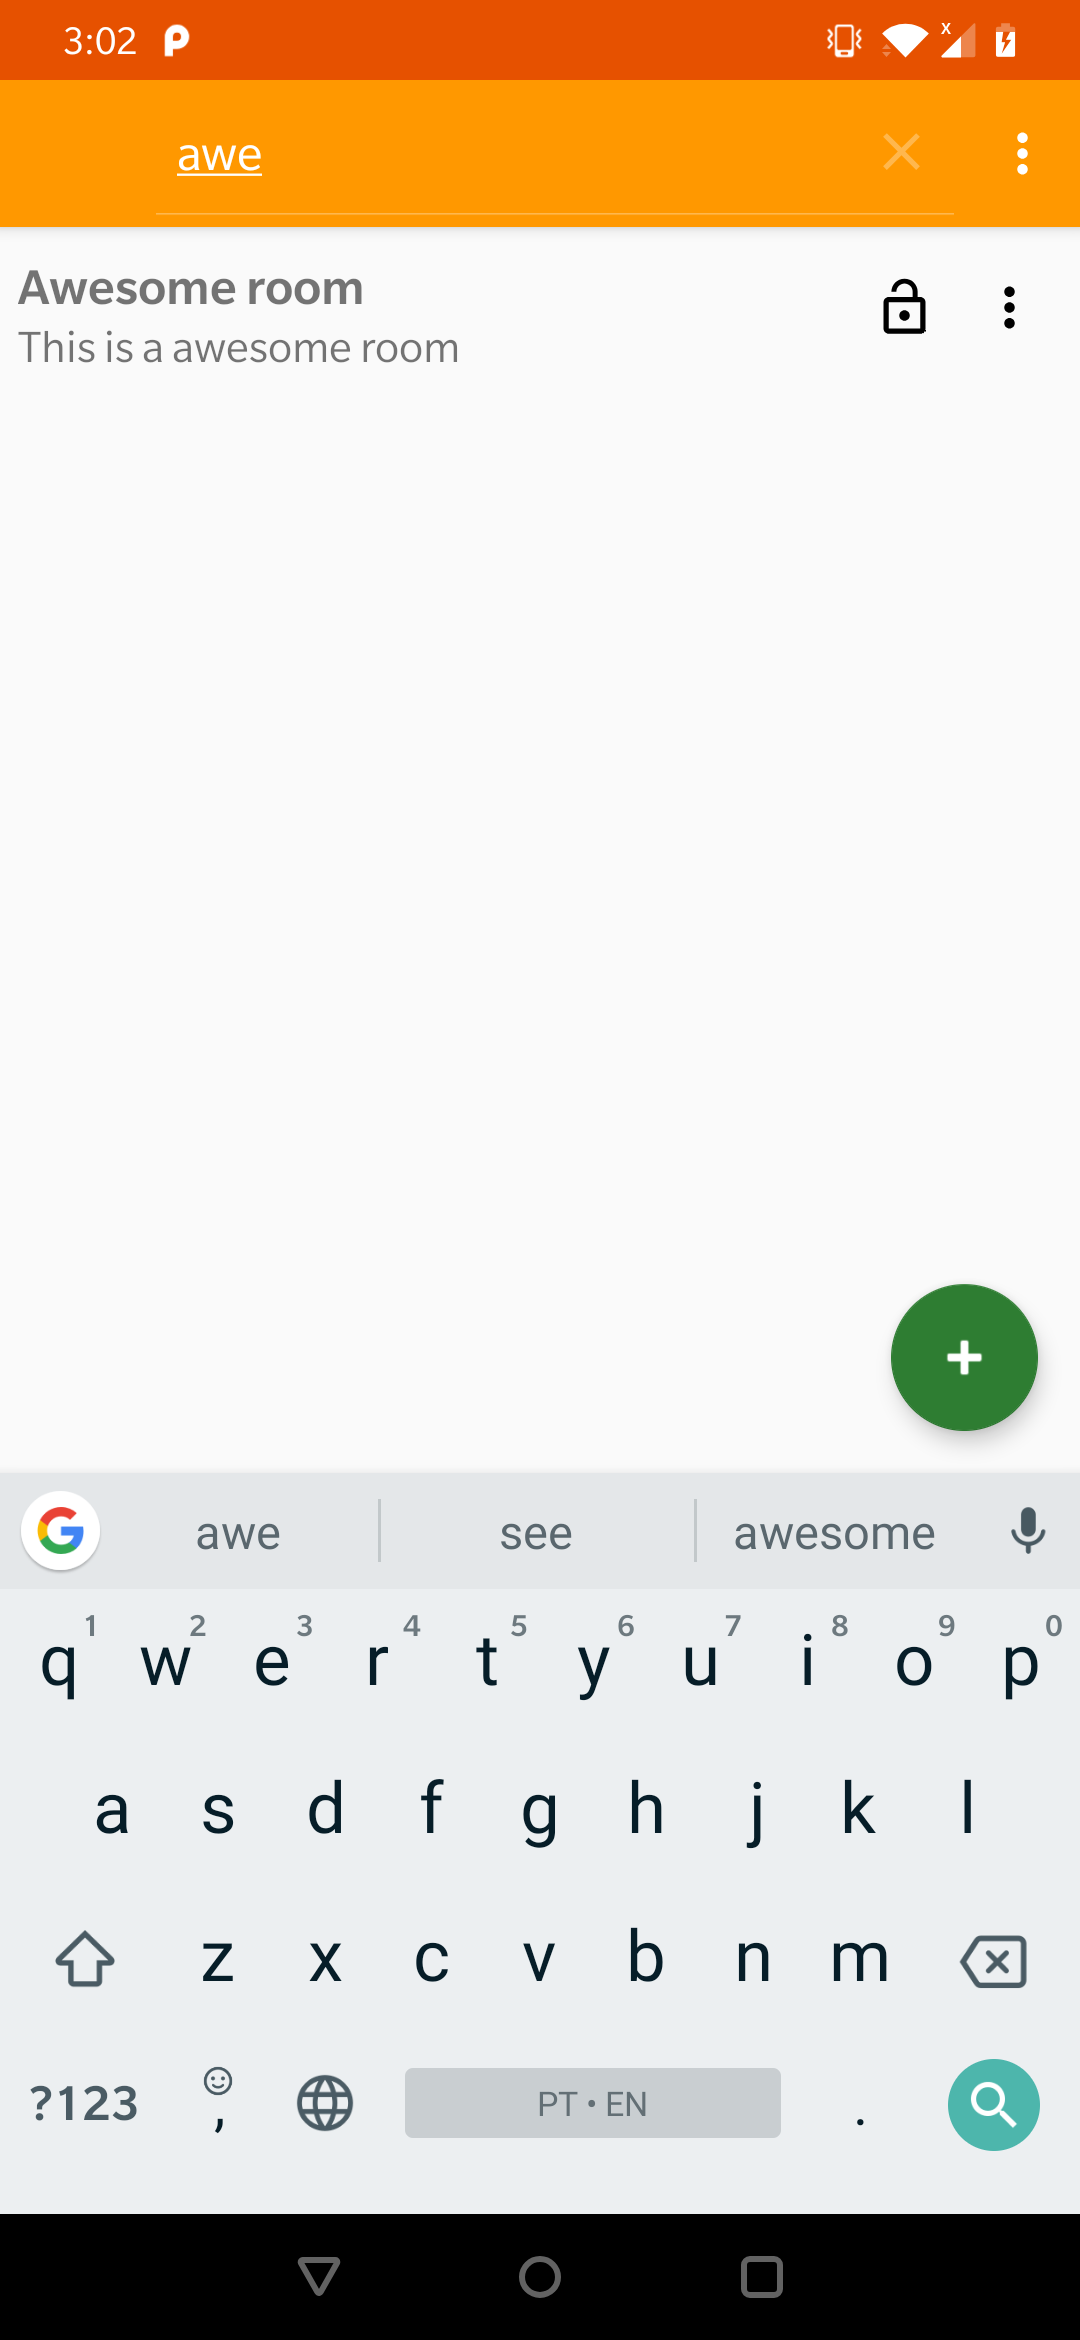 3:02
awe
Awesome room
This is a awesome room
awe see awesome
1 2 3 4 5 6 7 8 9 0
q w e r t y u i o p
a s d f g h j k l
z x c v b n m
?123 , PT • EN .